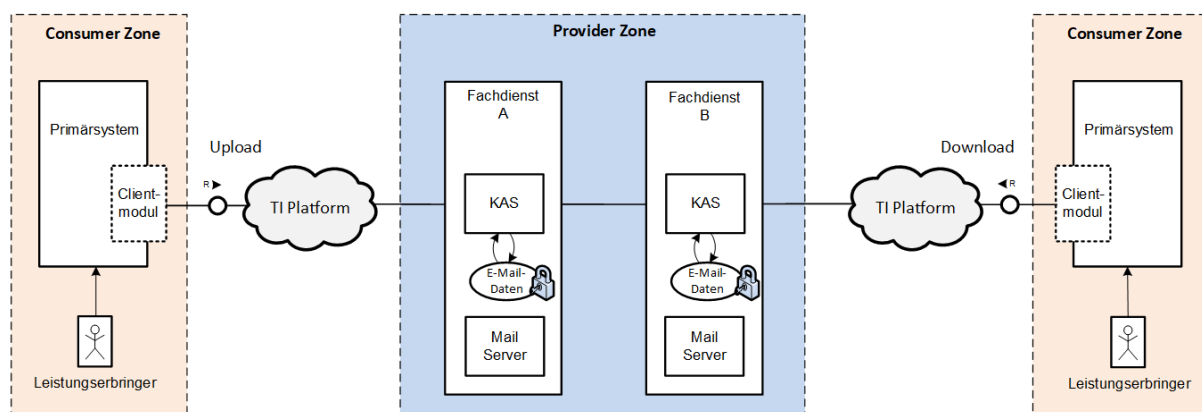 Consumer Zone
Primärsystem
Client-
modul
Leistungserbringer
Upload
R
TI Platform
Provider Zone
Fachdienst
A
KAS
E-Mail-
Daten
Mail
Server
Fachdienst
B
KAS
E-Mail-
Daten
Mail
Server
Download
R
TI Platform
Consumer Zone
Primärsystem
Client-
modul
Leistungserbringer